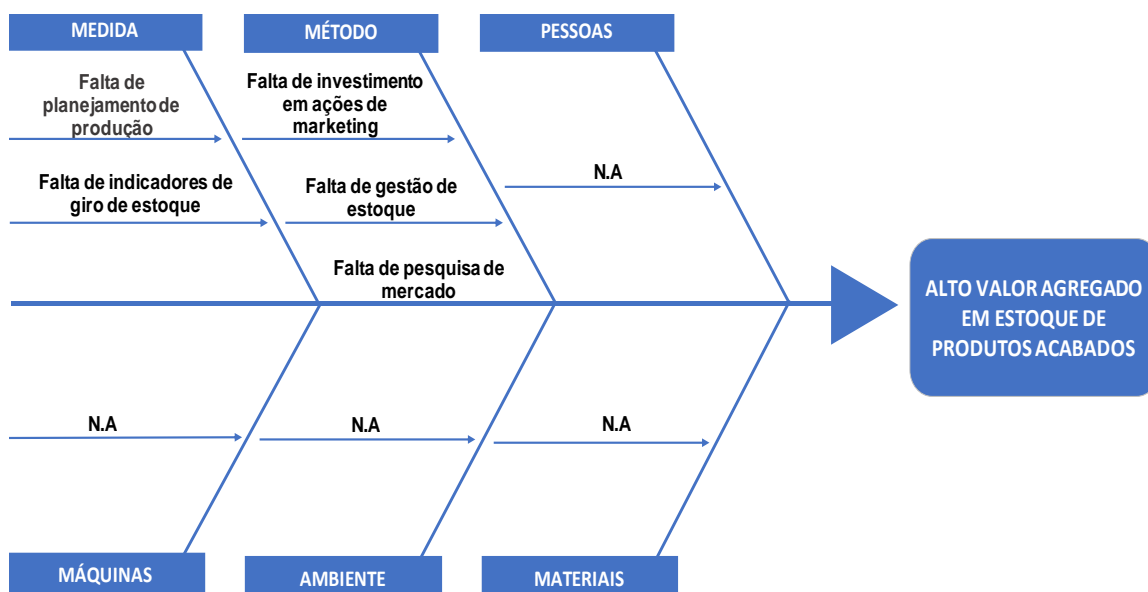 MEDIDA
MÉTODO
PESSOAS
Falta de
planejamento de
produção
Falta de investimento
em ações de
marketing
N.A
Falta de indicadores de
giro de estoque
Falta de gestão de
estoque
Falta de pesquisa de
mercado
ALTO VALOR AGREGADO
EM ESTOQUE DE
PRODUTOS ACABADOS
N.A
N.A
N.A
MÁQUINAS
AMBIENTE
MATERIAIS